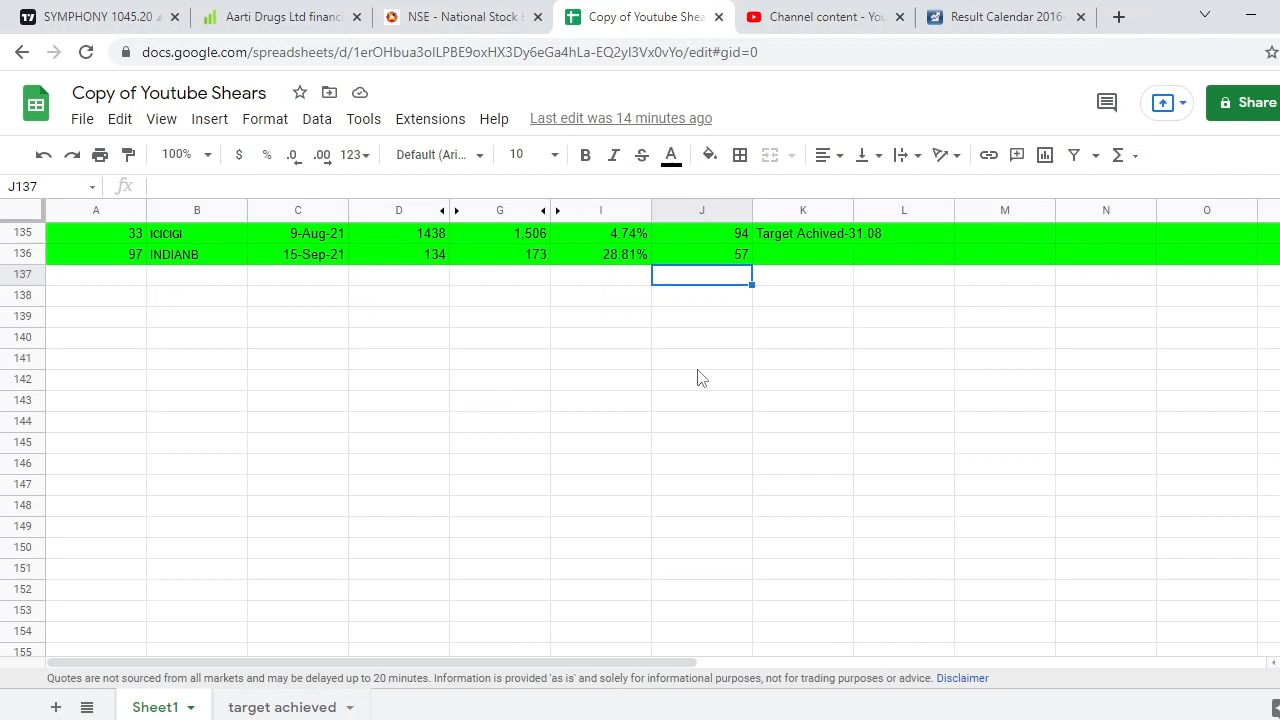 SYMPHONY 1045.20
Aarti Drugs Ltd financi
NSE - National Stock E
Copy of Youtube Shea
Channel content - You
Result Calendar 2016-
docs.google.com/spreadsheets/d/1erOHbua3oILPBE9oxHX3Dy6eGa4hLa-EQ2yI3Vx0vYo/edit#gid=0
Copy of Youtube Shears
File Edit View Insert Format Data Tools Extensions Help Last edit was 14 minutes ago
Share
100% $ % .0 .00 123 Default (Ari... 10 B I S A Σ
J137 fx
A B C D G I J K L M N O
135 33 ICICIGI 9-Aug-21 1438 1,506 4.74% 94 Target Achived-31.08
136 97 INDIANB 15-Sep-21 134 173 28.81% 57
137
138
139
140
141
142
143
144
145
146
147
148
149
150
151
152
153
154
155
Quotes are not sourced from all markets and may be delayed up to 20 minutes. Information is provided 'as is' and solely for informational purposes, not for trading purposes or advice. Disclaimer
Sheet1 target achieved